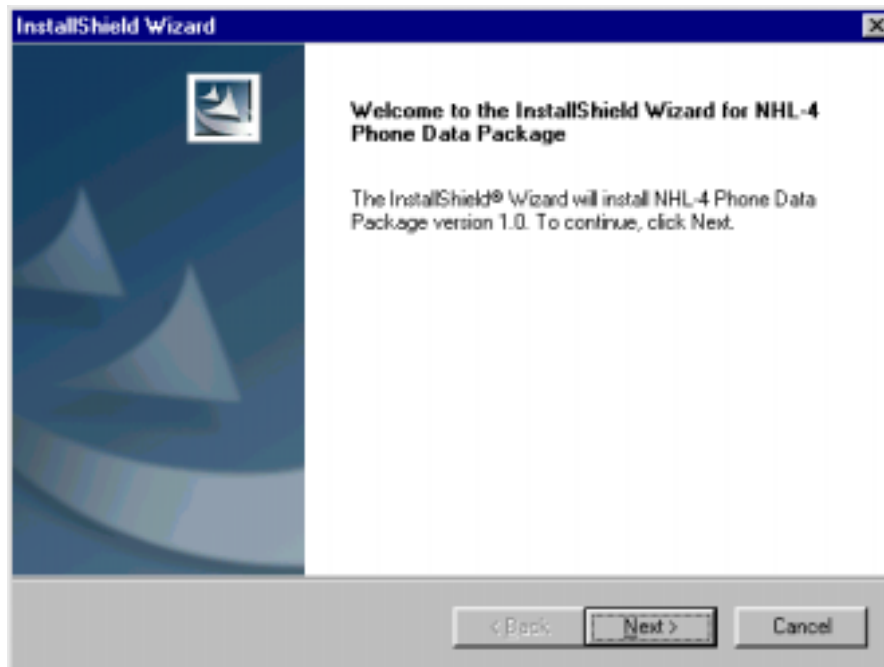 InstallShield Wizard
Welcome to the InstallShield Wizard for NHL-4
Phone Data Package
The InstallShield® Wizard will install NHL-4 Phone Data
Package version 1.0. To continue, click Next.
< Back
Next >
Cancel